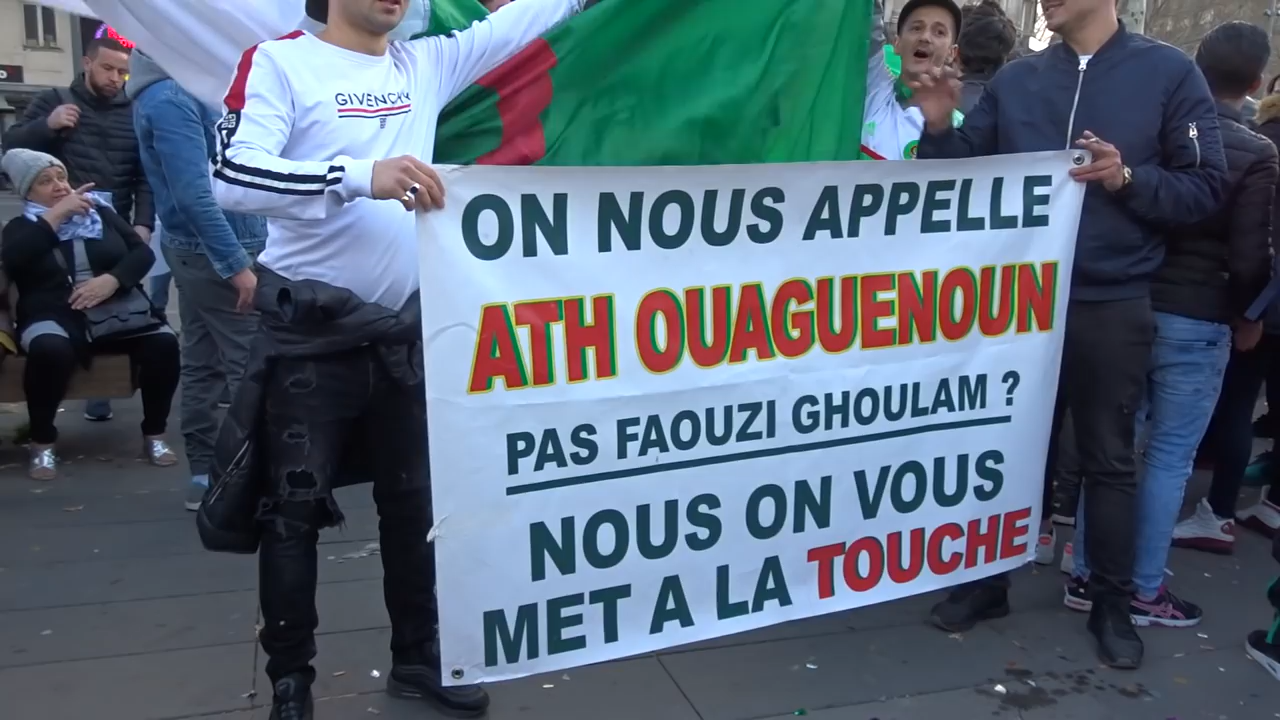 GIVENCHY
ON NOUS APPELLE
ATH OUAGUENOUN
PAS FAOUZI GHOULAM ?
NOUS ON VOUS
MET A LA TOUCHE